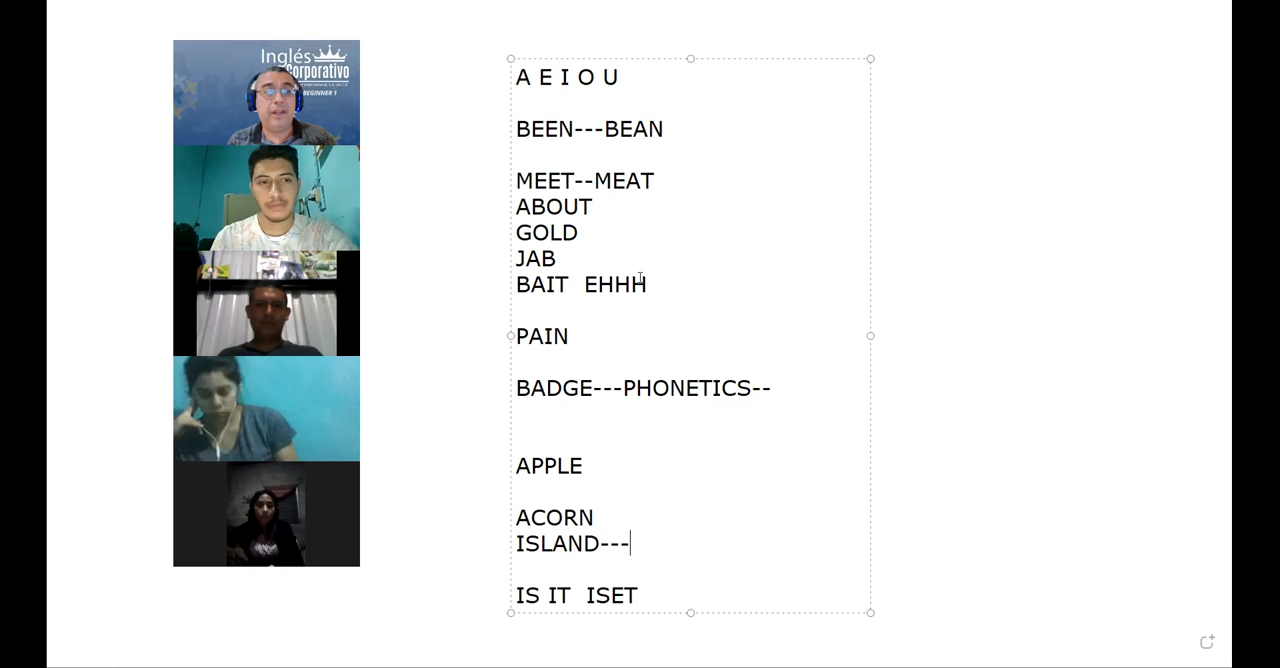 Inglés
Corporativo
BEGINNER 1
A E I O U
BEEN---BEAN
MEET--MEAT
ABOUT
GOLD
JAB
BAIT  EHHH
PAIN
BADGE---PHONETICS--
APPLE
ACORN
ISLAND---
IS IT  ISET